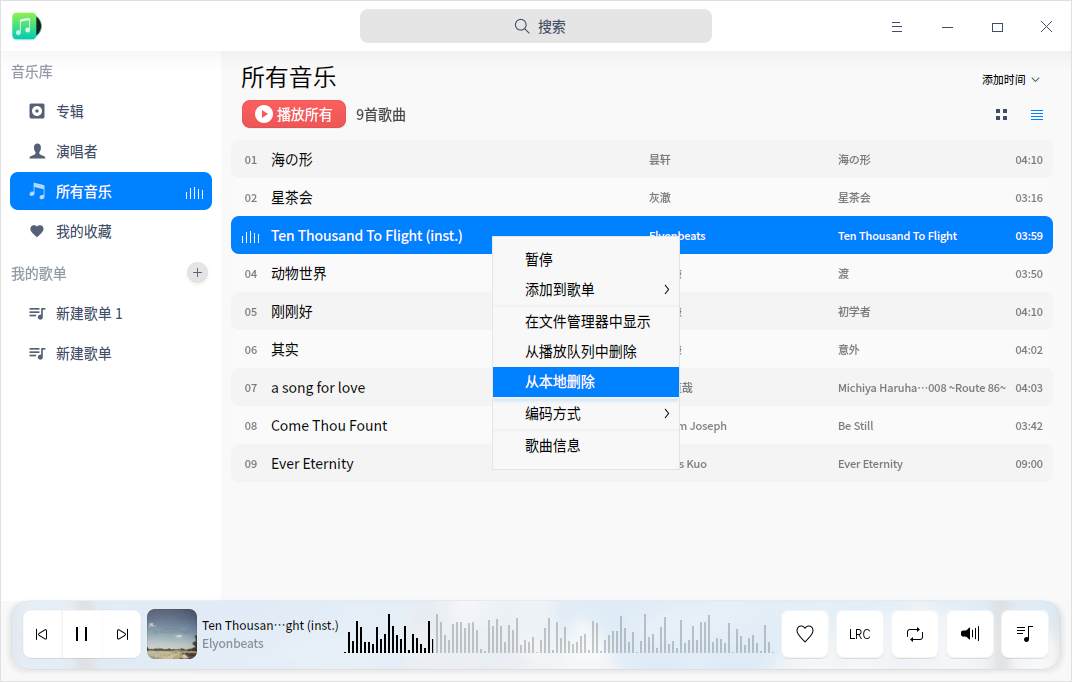 搜索
音乐库
专辑
演唱者
所有音乐
我的收藏
我的歌单
新建歌单 1
新建歌单
所有音乐
添加时间
播放所有 9首歌曲
01 海の形 昙轩 海の形 04:10
02 星茶会 灰澈 星茶会 03:16
Ten Thousand To Flight (inst.) Elyonbeats Ten Thousand To Flight 03:59
04 动物世界 渡 03:50
05 刚刚好 初学者 04:10
06 其实 意外 04:02
07 a song for love 哉 Michiya Haruha···008 ~Route 86~ 04:03
08 Come Thou Fount m Joseph Be Still 03:42
09 Ever Eternity s Kuo Ever Eternity 09:00
暂停
添加到歌单
在文件管理器中显示
从播放队列中删除
从本地删除
编码方式
歌曲信息
Ten Thousan···ght (inst.)
Elyonbeats
LRC